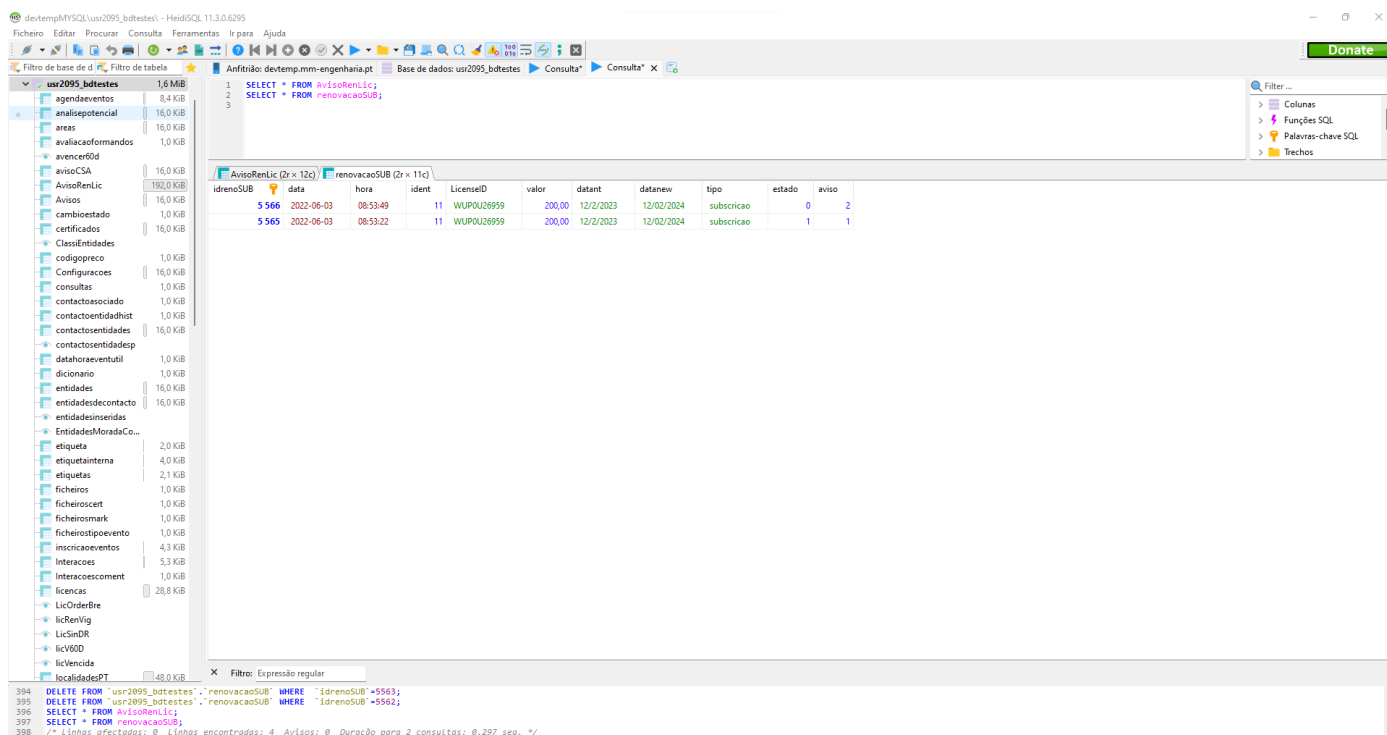 devtempMYSQL\usr2095_bdtestes\ - HeidiSQL 11.3.0.6295
Ficheiro Editar Procurar Consulta Ferramentas Ir para Ajuda
Donate
Filtro de base de d Filtro de tabela
Anfitrião: devtemp.mm-engenharia.pt Base de dados: usr2095_bdtestes Consulta* Consulta*
usr2095_bdtestes 1,6 MiB
agendaeventos 8,4 KiB
analisepotencial 16,0 KiB
areas 16,0 KiB
avaliacaoformandos 1,0 KiB
avencer60d
avisoCSA 16,0 KiB
AvisoRenLic 192,0 KiB
Avisos 16,0 KiB
cambioestado 1,0 KiB
certificados 16,0 KiB
ClassiEntidades
codigopreco 1,0 KiB
Configuracoes 16,0 KiB
consultas 1,0 KiB
contactoasociado 1,0 KiB
contactoentidadhist 1,0 KiB
contactosentidades 16,0 KiB
contactosentidadesp
datahoraeventutil 1,0 KiB
dicionario 1,0 KiB
entidades 16,0 KiB
entidadesdecontacto 16,0 KiB
entidadesinseridas
EntidadesMoradaCo...
etiqueta 2,0 KiB
etiquetainterna 4,0 KiB
etiquetas 2,1 KiB
ficheiros 1,0 KiB
ficheiroscert 1,0 KiB
ficheirosmark 1,0 KiB
ficheirostipoevento 1,0 KiB
inscricaoeventos 4,3 KiB
Interacoes 5,3 KiB
Interacoescoment 1,0 KiB
licencas 28,8 KiB
LicOrderBre
licRenVig
LicSinDR
licV60D
licVencida
localidadesPT 48,0 KiB
1 SELECT * FROM AvisoRenLic;
2 SELECT * FROM renovacaoSUB;
3
Filter ...
Colunas
Funções SQL
Palavras-chave SQL
Trechos
AvisoRenLic (2r × 12c) renovacaoSUB (2r × 11c)
idrenoSUB data hora ident LicenseID valor datant datanew tipo estado aviso
5 566 2022-06-03 08:53:49 11 WUP0U26959 200,00 12/2/2023 12/02/2024 subscricao 0 2
5 565 2022-06-03 08:53:22 11 WUP0U26959 200,00 12/2/2023 12/02/2024 subscricao 1 1
Filtro: Expressão regular
394 DELETE FROM `usr2095_bdtestes`.`renovacaoSUB` WHERE `idrenoSUB`=5563;
395 DELETE FROM `usr2095_bdtestes`.`renovacaoSUB` WHERE `idrenoSUB`=5562;
396 SELECT * FROM AvisoRenLic;
397 SELECT * FROM renovacaoSUB;
398 /* Linhas afectadas: 0 Linhas encontradas: 4 Avisos: 0 Duração para 2 consultas: 0,297 seg. */